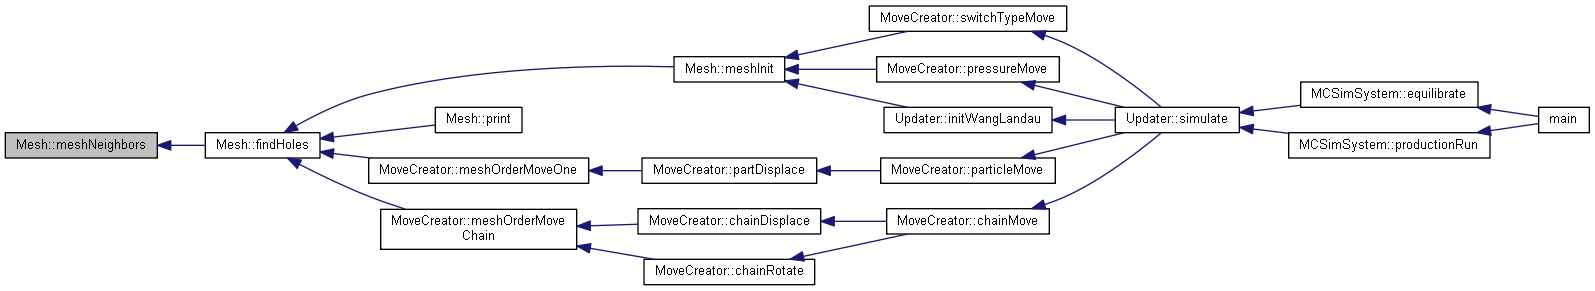 MoveCreator::switchTypeMove
Mesh::meshInit
MoveCreator::pressureMove
MCSimSystem::equilibrate
Mesh::print
Updater::initWangLandau
Updater::simulate
main
Mesh::meshNeighbors
Mesh::findHoles
MCSimSystem::productionRun
MoveCreator::meshOrderMoveOne
MoveCreator::partDisplace
MoveCreator::particleMove
MoveCreator::meshOrderMove
Chain
MoveCreator::chainDisplace
MoveCreator::chainMove
MoveCreator::chainRotate